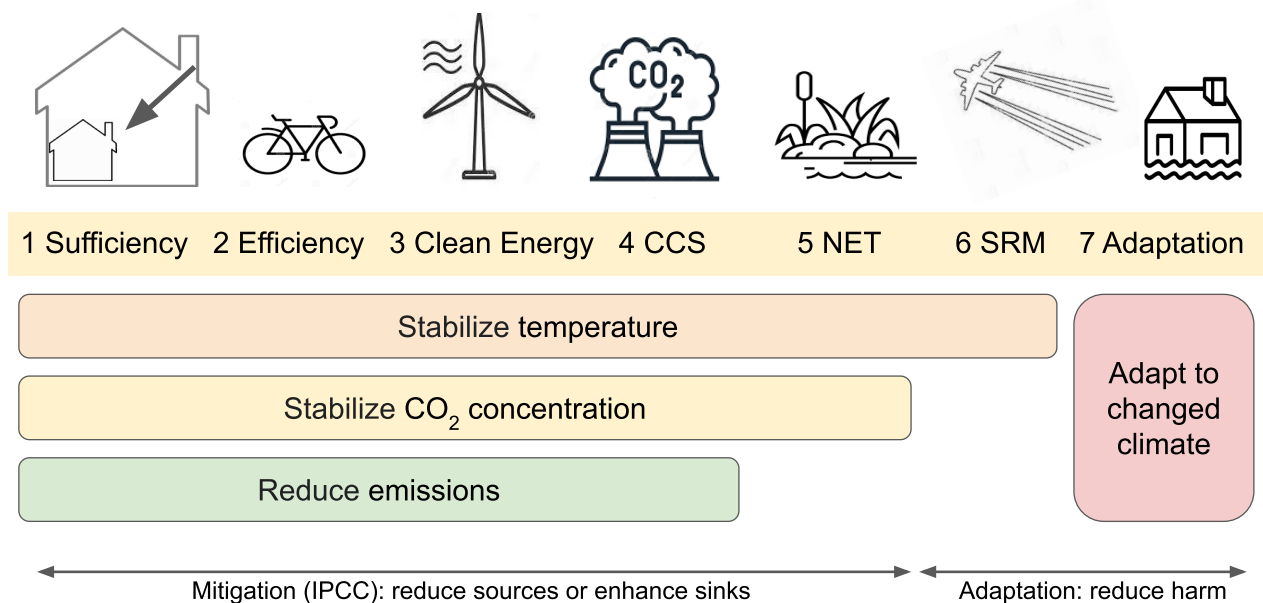 CO₂
1 Sufficiency 2 Efficiency 3 Clean Energy 4 CCS 5 NET 6 SRM 7 Adaptation
Stabilize temperature
Stabilize CO₂ concentration
Reduce emissions
Adapt to
changed
climate
Mitigation (IPCC): reduce sources or enhance sinks
Adaptation: reduce harm